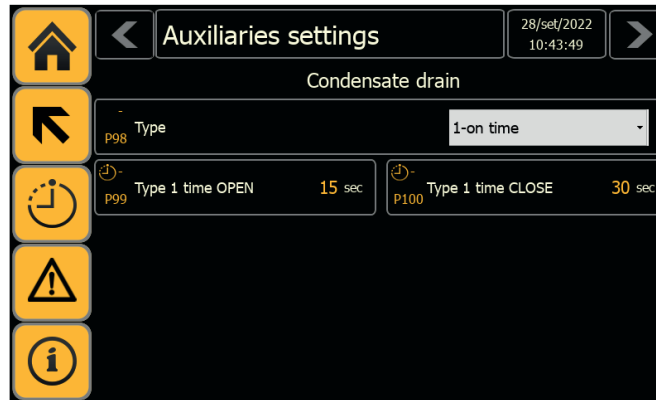 Auxiliaries settings
28/set/2022
10:43:49
Condensate drain
-
P98 Type
1-on time
-
P99 Type 1 time OPEN 15 sec
-
P100 Type 1 time CLOSE 30 sec
i